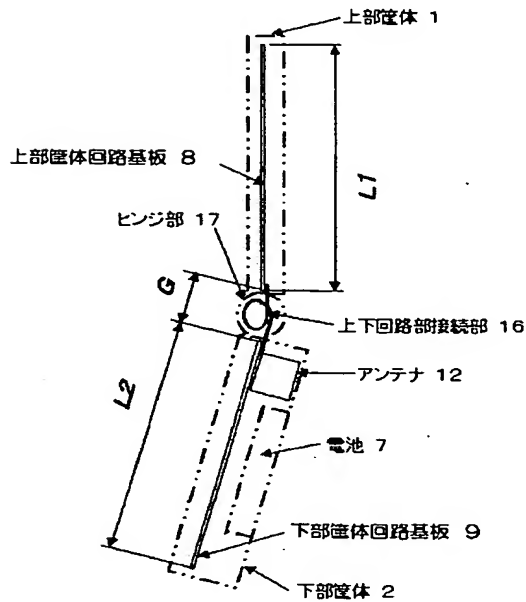 上部筐体 1
上部筐体回路基板 8
L1
ヒンジ部 17
G
上下回路部接続部 16
アンテナ 12
L2
電池 7
下部筐体回路基板 9
下部筐体 2